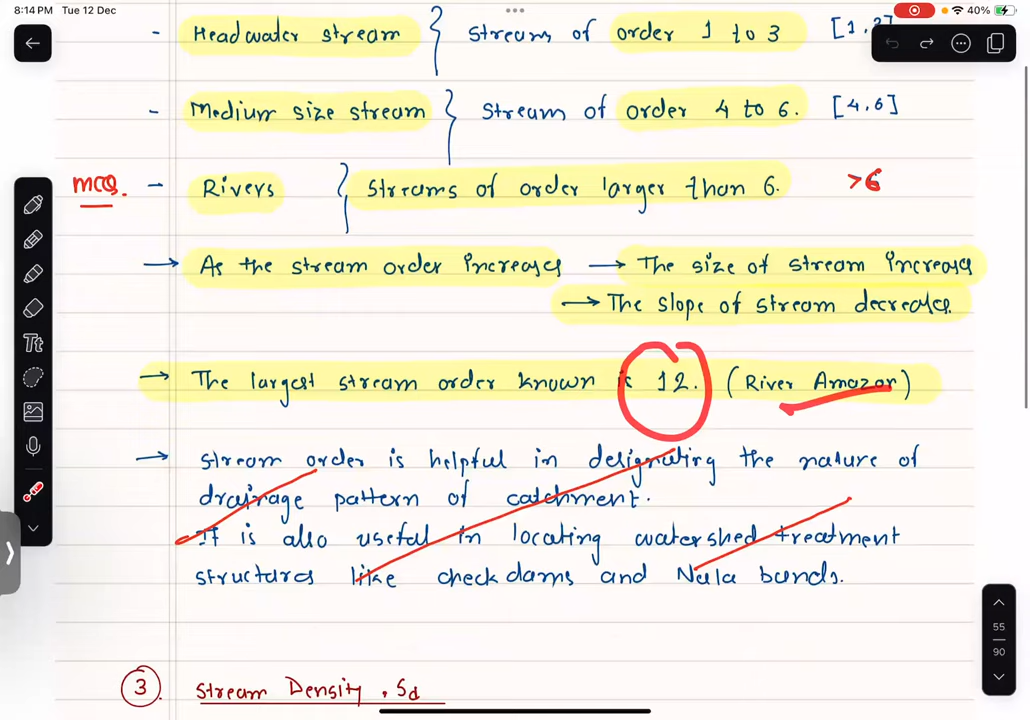 8:14 PM Tue 12 Dec
40%
- Headwater stream } Stream of order 1 to 3
- Medium size stream } Stream of order 4 to 6. [4,6]
MCQ. - Rivers } Streams of order larger than 6. >6
→ As the stream order increases → The size of stream increases
→ The slope of stream decreases.
→ The largest stream order known is 12. (River Amazon)
→ Stream order is helpful in designating the nature of
drainage pattern of catchment.
It is also useful in locating watershed treatment
structures like check dams and Nala bunds.
Tt
55
90
3. Stream Density, Sd